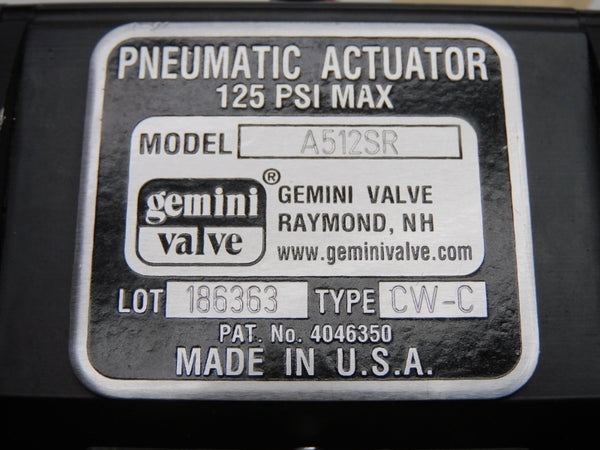 PNEUMATIC ACTUATOR
125 PSI MAX
MODEL A512SR
gemini valve ®
GEMINI VALVE
RAYMOND, NH
www.geminivalve.com
LOT 186363 TYPE CW-C
PAT. No. 4046350
MADE IN U.S.A.